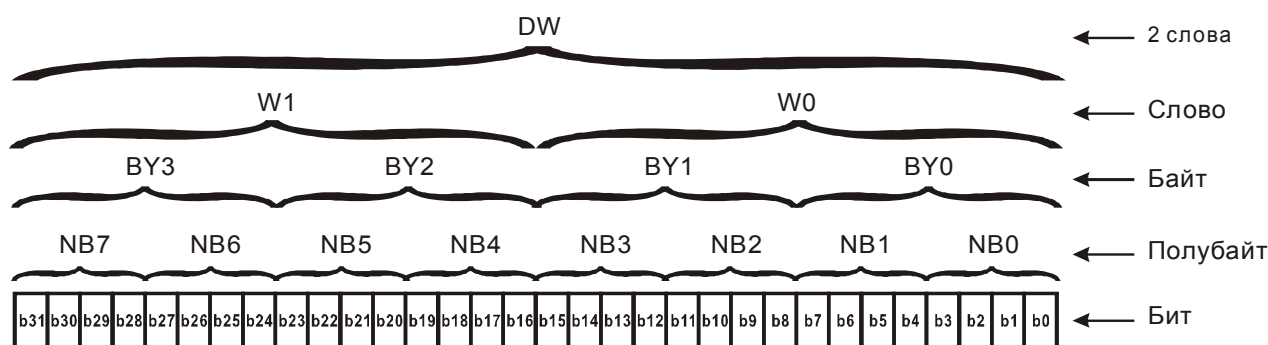 DW 2 слова
W1 W0 Слово
BY3 BY2 BY1 BY0 Байт
NB7 NB6 NB5 NB4 NB3 NB2 NB1 NB0 Полубайт
b31 b30 b29 b28 b27 b26 b25 b24 b23 b22 b21 b20 b19 b18 b17 b16 b15 b14 b13 b12 b11 b10 b9 b8 b7 b6 b5 b4 b3 b2 b1 b0 Бит